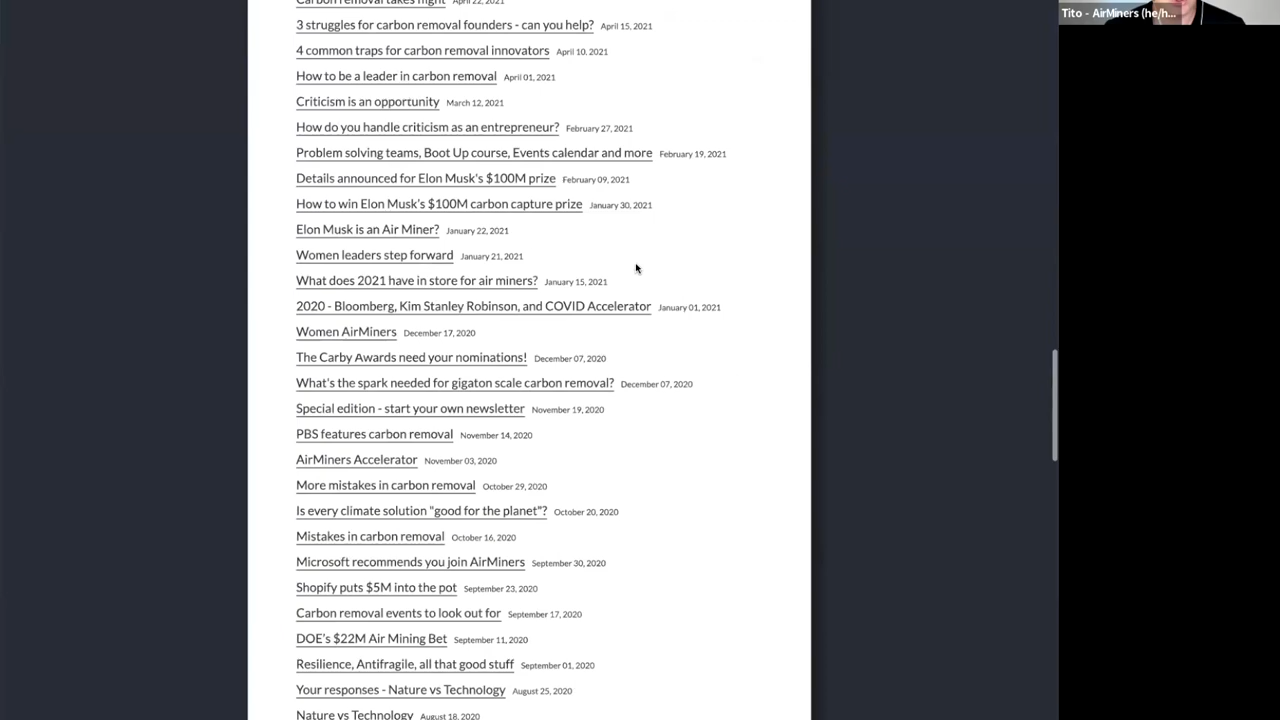 Carbon removal takes flight April 22, 2021
Tito - AirMiners (he/h...
3 struggles for carbon removal founders - can you help? April 15, 2021
4 common traps for carbon removal innovators April 10, 2021
How to be a leader in carbon removal April 01, 2021
Criticism is an opportunity March 12, 2021
How do you handle criticism as an entrepreneur? February 27, 2021
Problem solving teams, Boot Up course, Events calendar and more February 19, 2021
Details announced for Elon Musk's $100M prize February 09, 2021
How to win Elon Musk's $100M carbon capture prize January 30, 2021
Elon Musk is an Air Miner? January 22, 2021
Women leaders step forward January 21, 2021
What does 2021 have in store for air miners? January 15, 2021
2020 - Bloomberg, Kim Stanley Robinson, and COVID Accelerator January 01, 2021
Women AirMiners December 17, 2020
The Carby Awards need your nominations! December 07, 2020
What's the spark needed for gigaton scale carbon removal? December 07, 2020
Special edition - start your own newsletter November 19, 2020
PBS features carbon removal November 14, 2020
AirMiners Accelerator November 03, 2020
More mistakes in carbon removal October 29, 2020
Is every climate solution "good for the planet"? October 20, 2020
Mistakes in carbon removal October 16, 2020
Microsoft recommends you join AirMiners September 30, 2020
Shopify puts $5M into the pot September 23, 2020
Carbon removal events to look out for September 17, 2020
DOE's $22M Air Mining Bet September 11, 2020
Resilience, Antifragile, all that good stuff September 01, 2020
Your responses - Nature vs Technology August 25, 2020
Nature vs Technology August 18, 2020